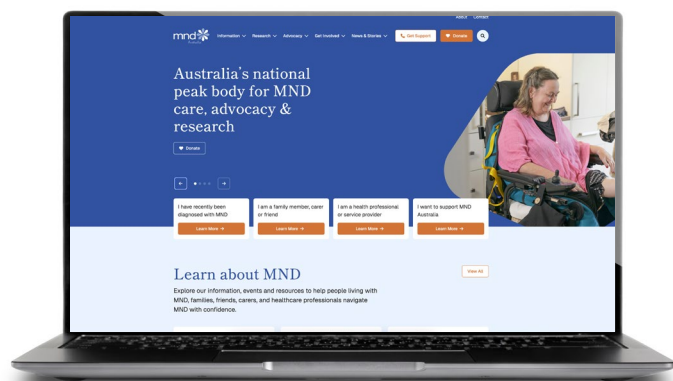 About Contact
mnd
Australia
Information Research Advocacy Get Involved News & Stories Get Support Donate
Australia's national
peak body for MND
care, advocacy &
research
Donate
I have recently been
diagnosed with MND
Learn More →
I am a family member, carer
or friend
Learn More →
I am a health professional
or service provider
Learn More →
I want to support MND
Australia
Learn More →
Learn about MND
View All
Explore our information, events and resources to help people living with
MND, families, friends, carers, and healthcare professionals navigate
MND with confidence.